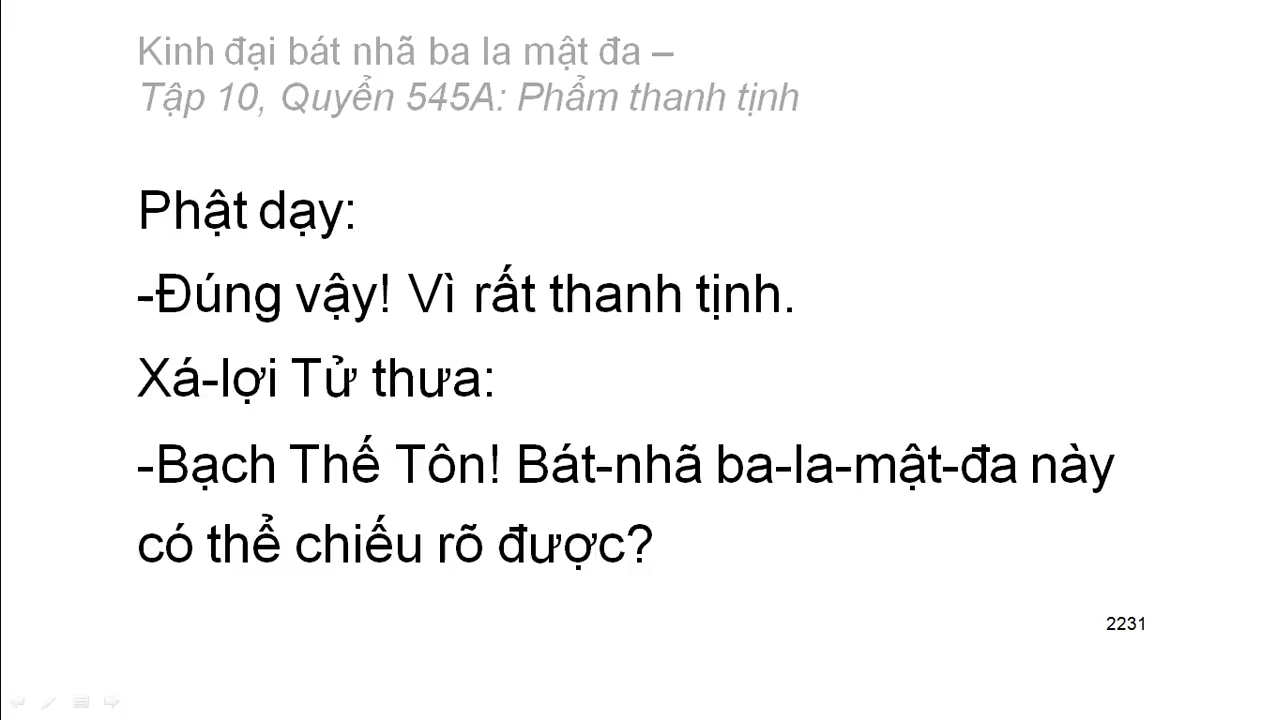 Kinh đại bát nhã ba la mật đa –
Tập 10, Quyển 545A: Phẩm thanh tịnh
Phật dạy:
-Đúng vậy! Vì rất thanh tịnh.
Xá-lợi Tử thưa:
-Bạch Thế Tôn! Bát-nhã ba-la-mật-đa này
có thể chiếu rõ được?
2231